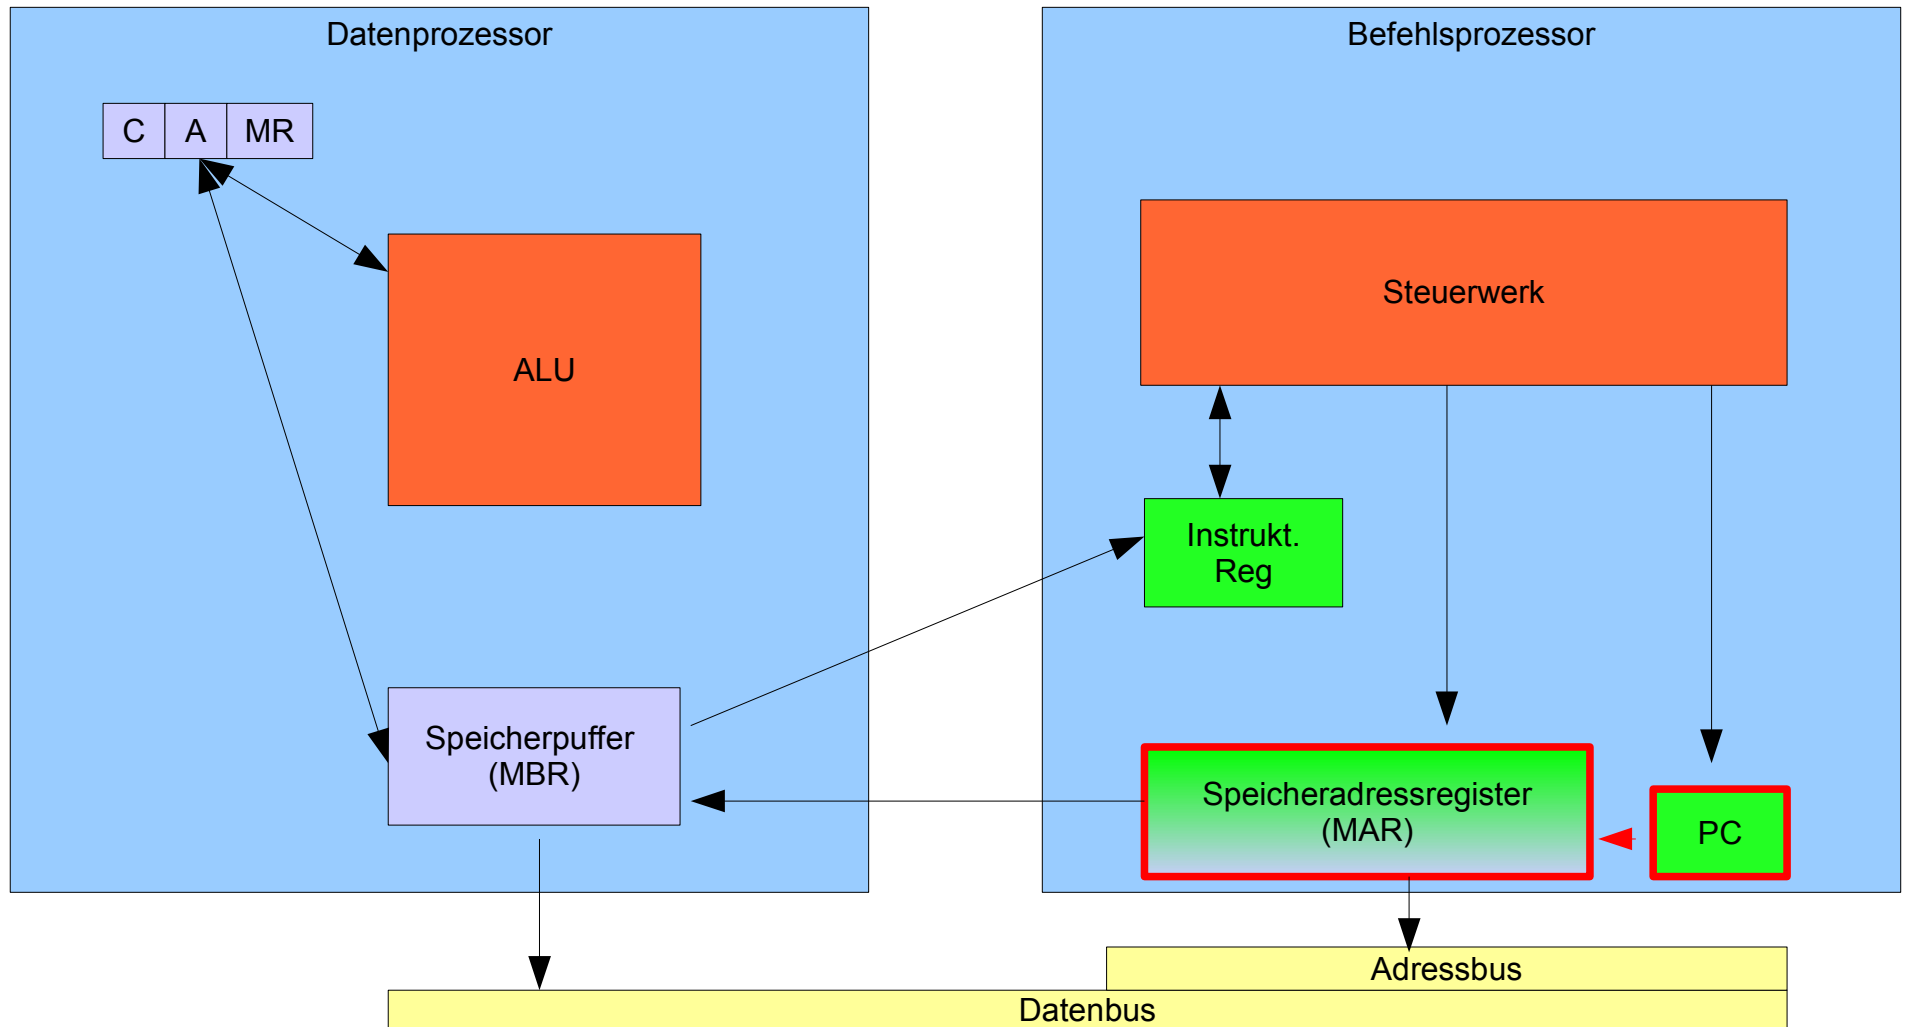 Datenprozessor
Befehlsprozessor
C
A
MR
Steuerwerk
ALU
Instrukt.
Reg
Speicherpuffer
(MBR)
Speicheradressregister
(MAR)
PC
Adressbus
Datenbus